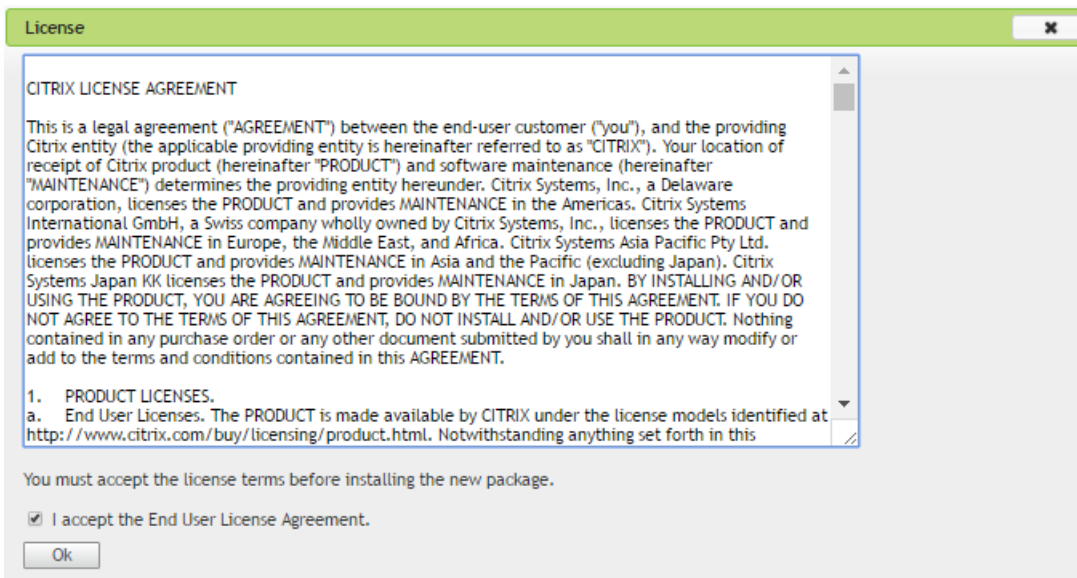 License
CITRIX LICENSE AGREEMENT
This is a legal agreement ("AGREEMENT") between the end-user customer ("you"), and the providing
Citrix entity (the applicable providing entity is hereinafter referred to as "CITRIX"). Your location of
receipt of Citrix product (hereinafter "PRODUCT") and software maintenance (hereinafter
"MAINTENANCE") determines the providing entity hereunder. Citrix Systems, Inc., a Delaware
corporation, licenses the PRODUCT and provides MAINTENANCE in the Americas. Citrix Systems
International GmbH, a Swiss company wholly owned by Citrix Systems, Inc., licenses the PRODUCT and
provides MAINTENANCE in Europe, the Middle East, and Africa. Citrix Systems Asia Pacific Pty Ltd.
licenses the PRODUCT and provides MAINTENANCE in Asia and the Pacific (excluding Japan). Citrix
Systems Japan KK licenses the PRODUCT and provides MAINTENANCE in Japan. BY INSTALLING AND/OR
USING THE PRODUCT, YOU ARE AGREEING TO BE BOUND BY THE TERMS OF THIS AGREEMENT. IF YOU DO
NOT AGREE TO THE TERMS OF THIS AGREEMENT, DO NOT INSTALL AND/OR USE THE PRODUCT. Nothing
contained in any purchase order or any other document submitted by you shall in any way modify or
add to the terms and conditions contained in this AGREEMENT.
1. PRODUCT LICENSES.
a. End User Licenses. The PRODUCT is made available by CITRIX under the license models identified at
http://www.citrix.com/buy/licensing/product.html. Notwithstanding anything set forth in this
You must accept the license terms before installing the new package.
I accept the End User License Agreement.
Ok